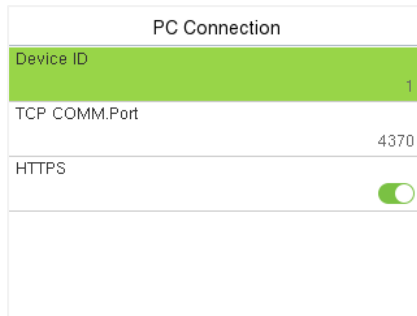 PC Connection
Device ID
1
TCP COMM.Port
4370
HTTPS